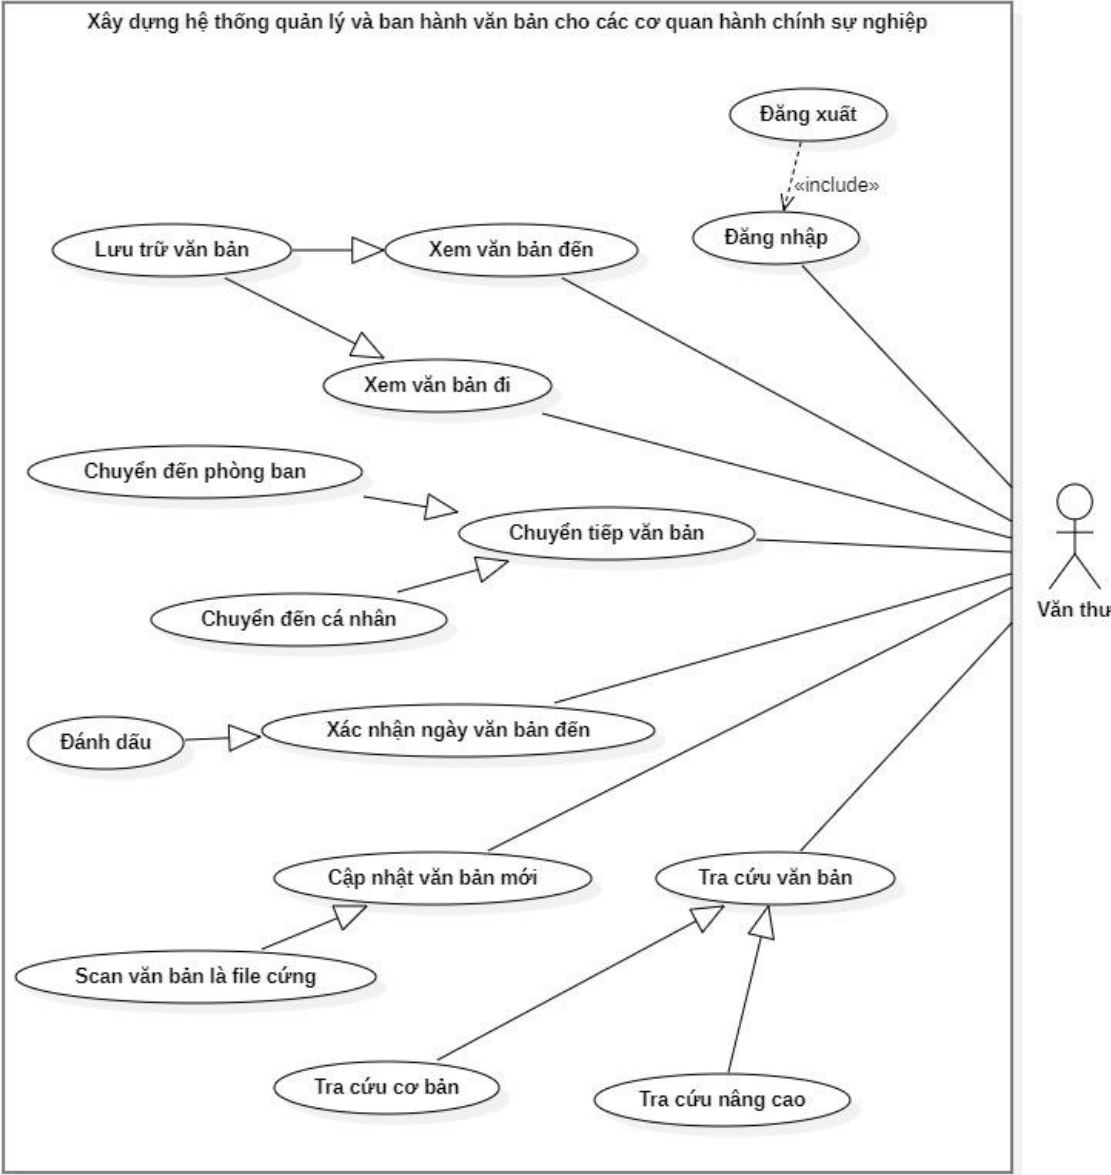 Xây dựng hệ thống quản lý và ban hành văn bản cho các cơ quan hành chính sự nghiệp
Đăng xuất
«include»
Đăng nhập
Lưu trữ văn bản
Xem văn bản đến
Xem văn bản đi
Chuyển đến phòng ban
Chuyển tiếp văn bản
Chuyển đến cá nhân
Văn thư
Xác nhận ngày văn bản đến
Đánh dấu
Cập nhật văn bản mới
Tra cứu văn bản
Scan văn bản là file cứng
Tra cứu cơ bản
Tra cứu nâng cao